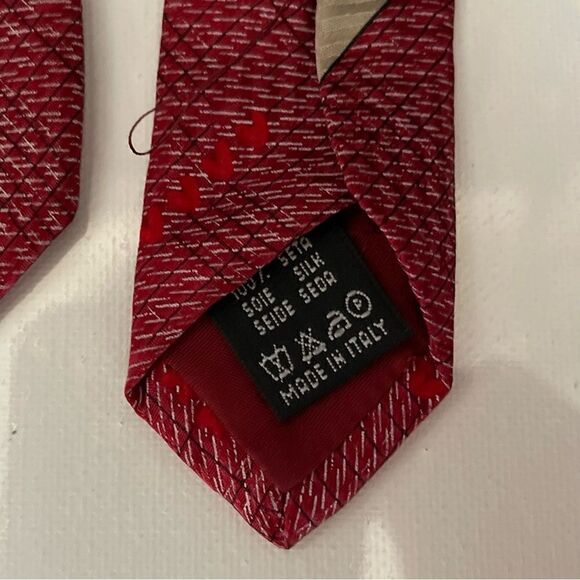 100% SETA
SOIE SILK
SEIDE SEDA
P
MADE IN ITALY